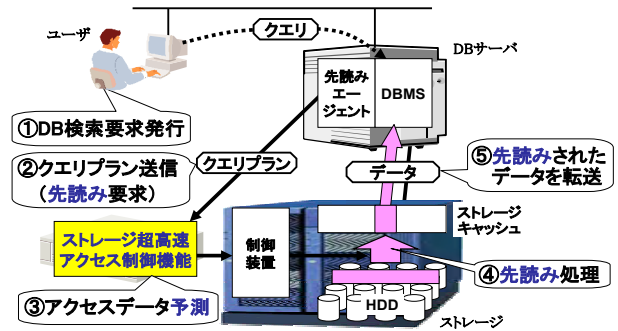 ユーザ
クエリ
DBサーバ
先読み
エー
ジェント
DBMS
①DB検索要求発行
②クエリプラン送信
(先読み要求)
クエリプラン
データ
⑤先読みされた
データを転送
ストレージ超高速
アクセス制御機能
制御
装置
ストレージ
キャッシュ
③アクセスデータ予測
④先読み処理
HDD
ストレージ